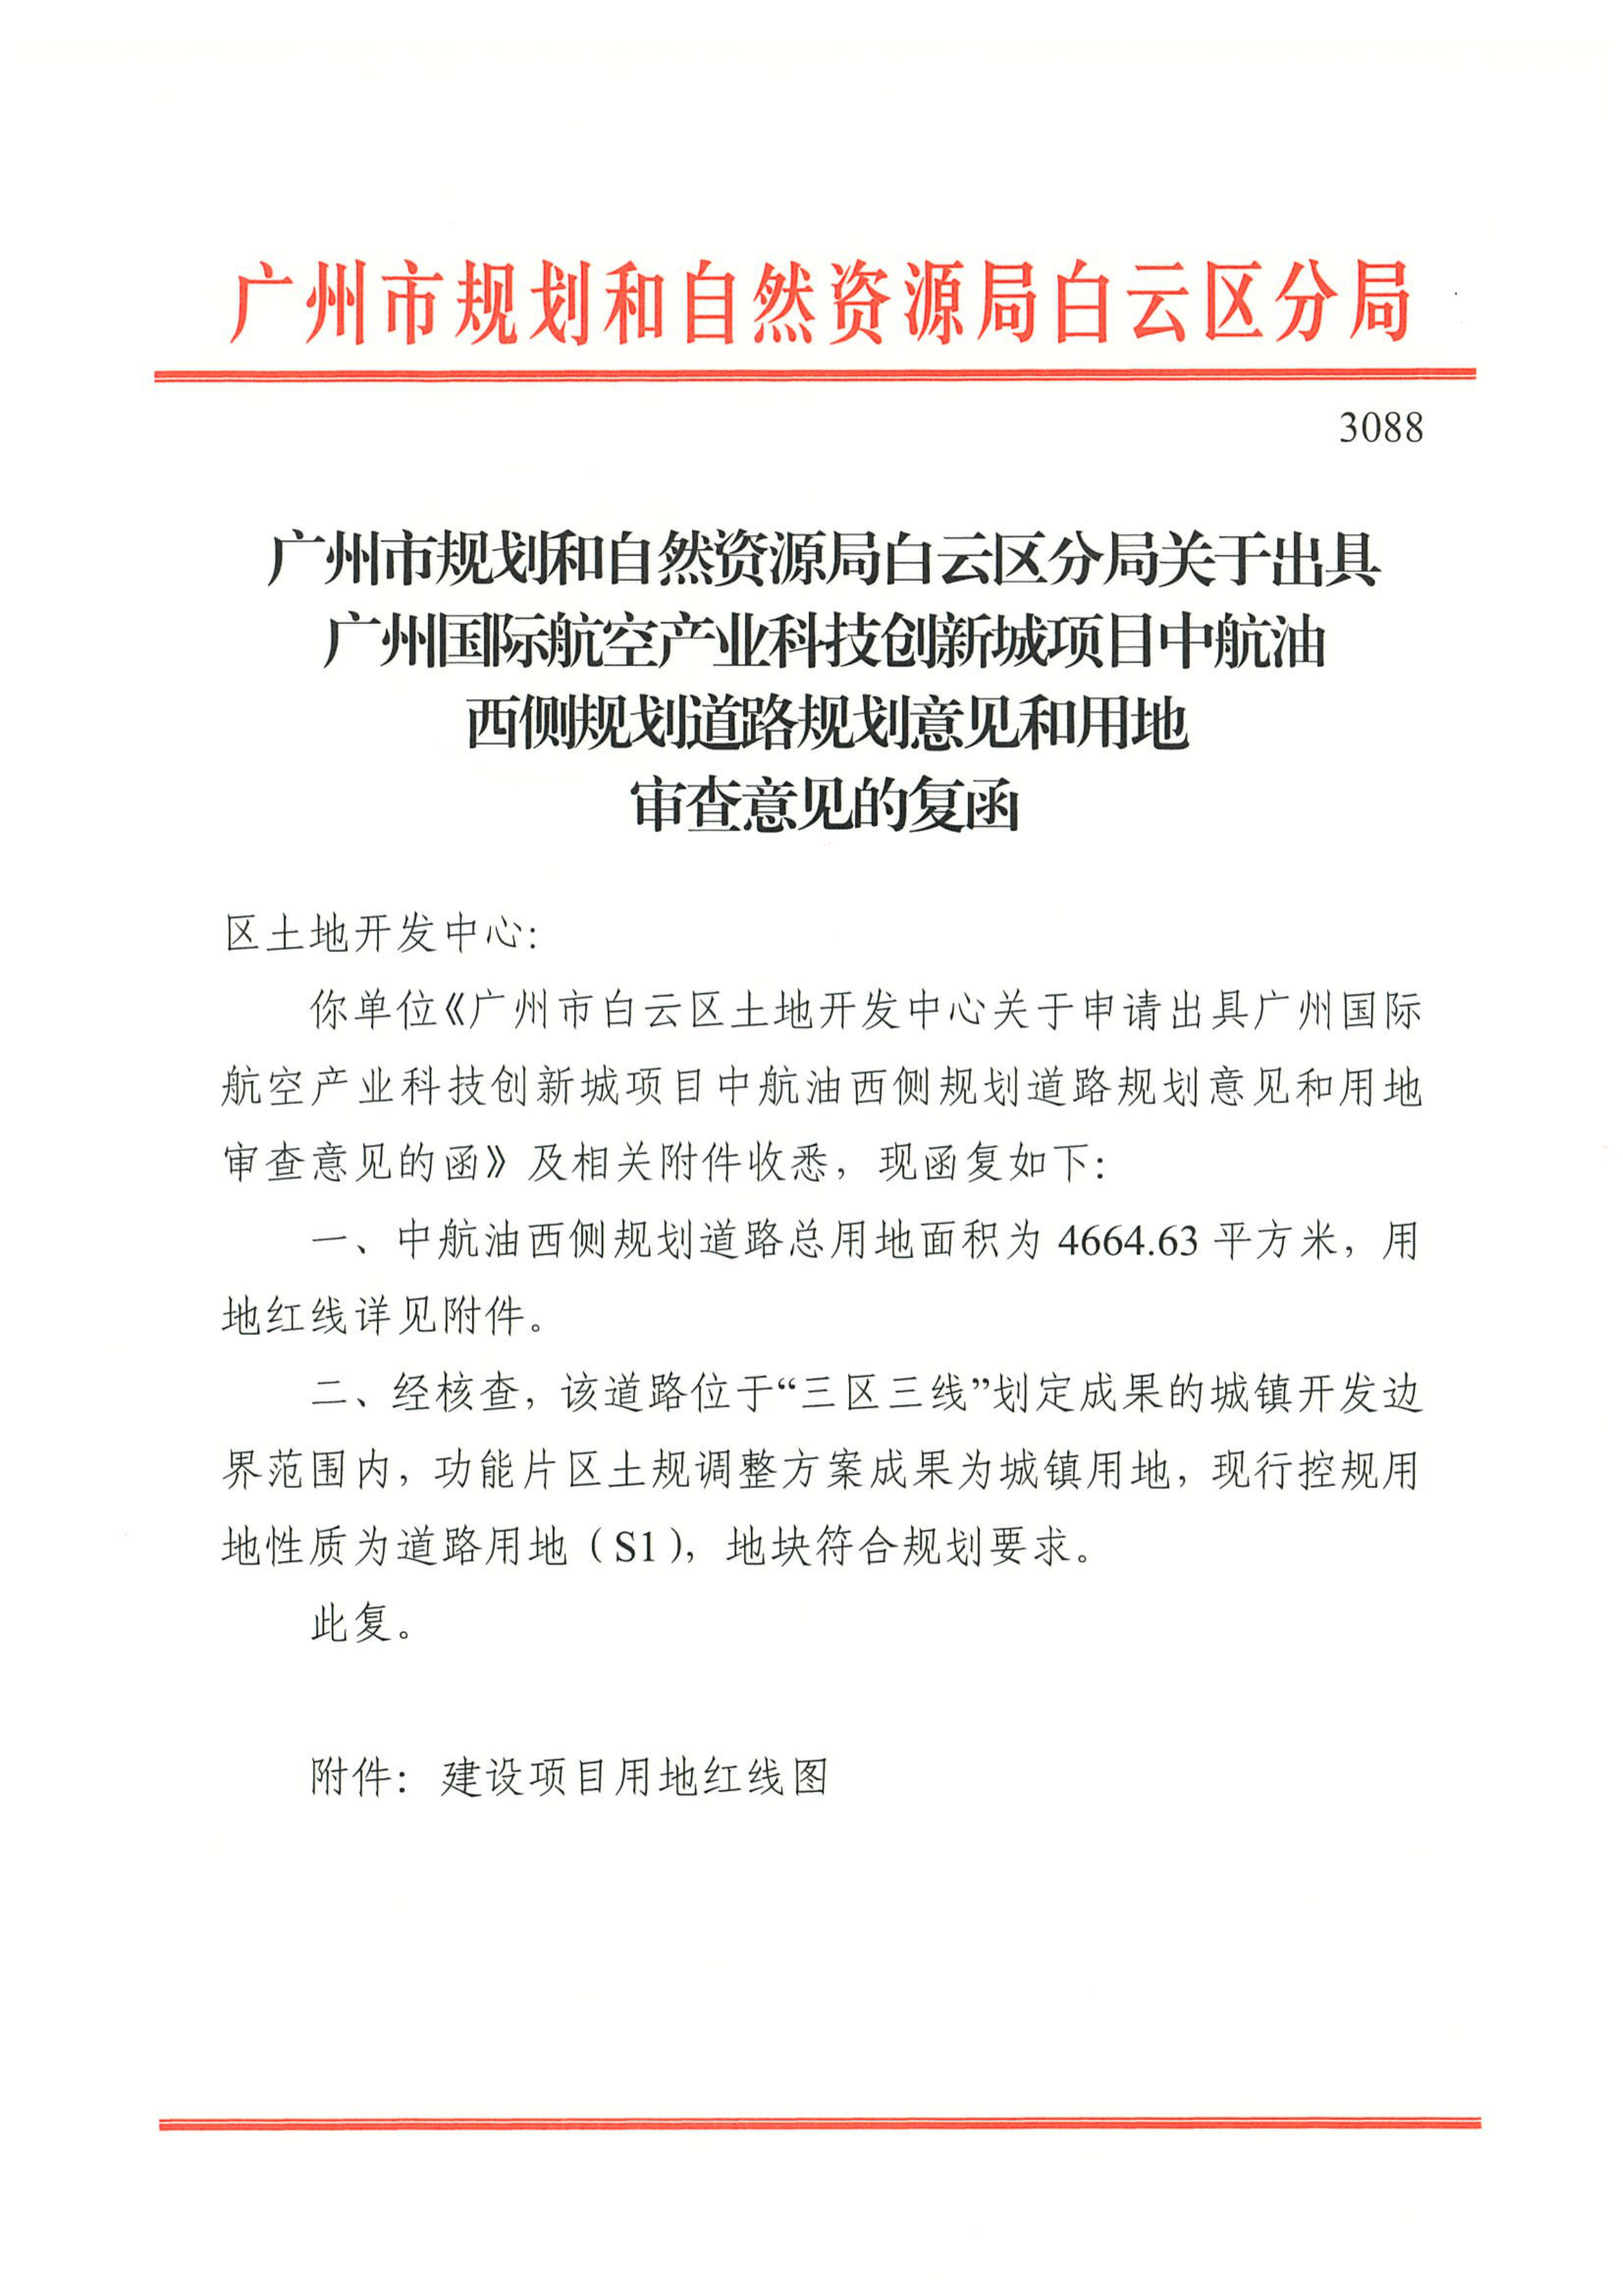 广州市规划和自然资源局白云区分局
3088
广州市规划和自然资源局白云区分局关于出具
广州国际航空产业科技创新城项目中航油
西侧规划道路规划意见和用地
审查意见的复函
区土地开发中心：
你单位《广州市白云区土地开发中心关于申请出具广州国际
航空产业科技创新城项目中航油西侧规划道路规划意见和用地
审查意见的函》及相关附件收悉，现函复如下：
一、中航油西侧规划道路总用地面积为 4664.63 平方米，用
地红线详见附件。
二、经核查，该道路位于“三区三线”划定成果的城镇开发边
界范围内，功能片区土规调整方案成果为城镇用地，现行控规用
地性质为道路用地（S1），地块符合规划要求。
此复。
附件：建设项目用地红线图